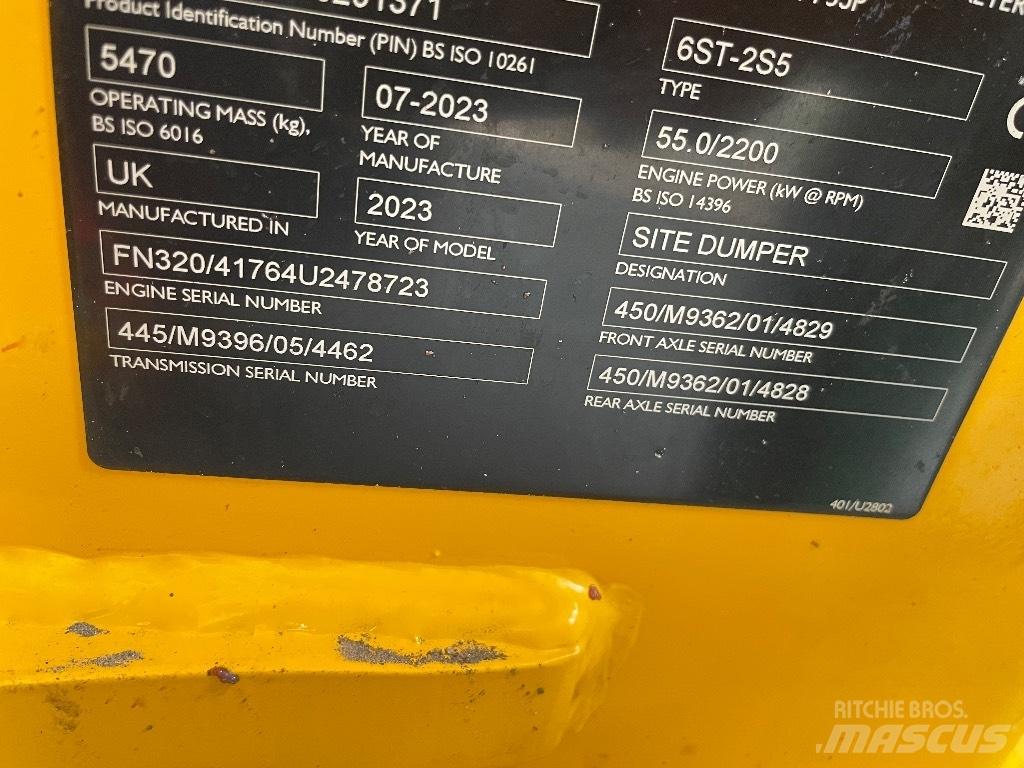 Product Identification Number (PIN) BS ISO 10261
5470
OPERATING MASS (kg),
BS ISO 6016
07-2023
YEAR OF
MANUFACTURE
UK
MANUFACTURED IN
2023
YEAR OF MODEL
FN320/41764U2478723
ENGINE SERIAL NUMBER
445/M9396/05/4462
TRANSMISSION SERIAL NUMBER
6ST-2S5
TYPE
55.0/2200
ENGINE POWER (kW @ RPM)
BS ISO 14396
SITE DUMPER
DESIGNATION
450/M9362/01/4829
FRONT AXLE SERIAL NUMBER
450/M9362/01/4828
REAR AXLE SERIAL NUMBER
401/U2802
RITCHIE BROS.
MASCUS